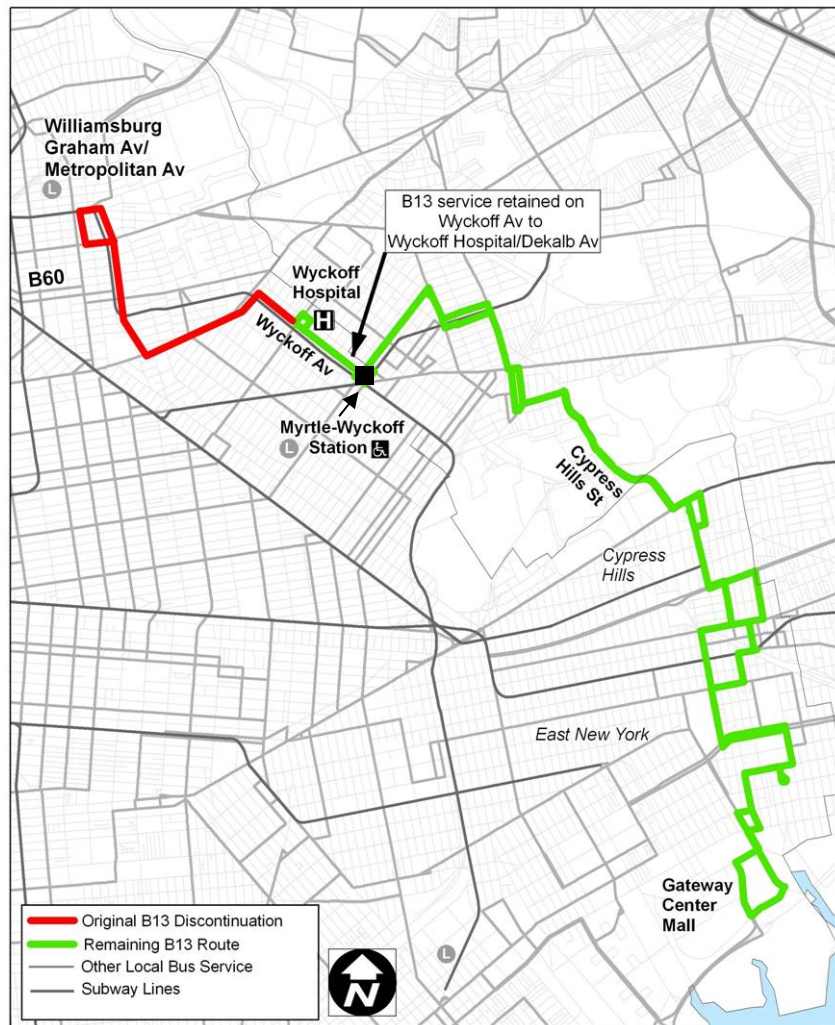 Williamsburg
Graham Av/
Metropolitan Av
L
B13 service retained on
Wyckoff Av to
Wyckoff Hospital/Dekalb Av
B60
Wyckoff
Hospital
H
Wyckoff Av
Myrtle-Wyckoff
Station
L
Cypress
Hills St
Cypress
Hills
East New York
Gateway
Center
Mall
L
Original B13 Discontinuation
Remaining B13 Route
Other Local Bus Service
Subway Lines
N